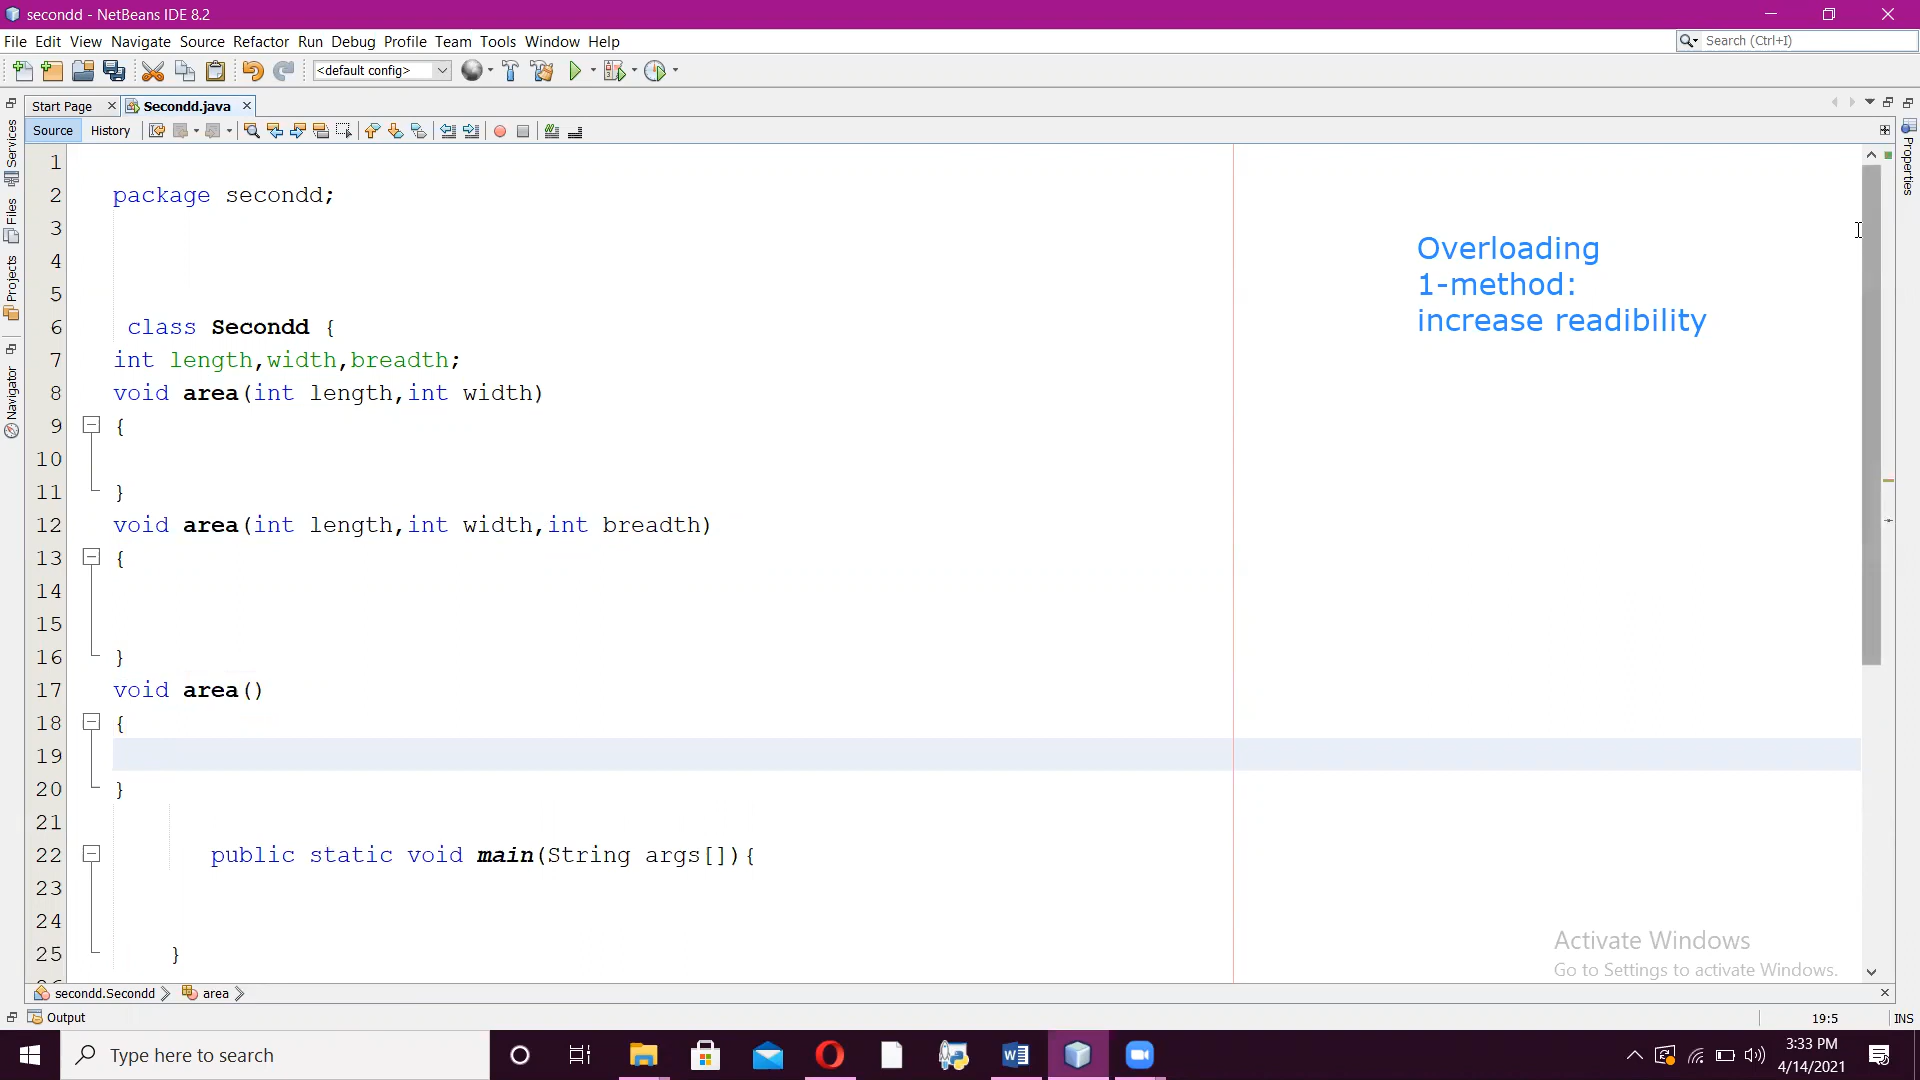 secondd - NetBeans IDE 8.2
File Edit View Navigate Source Refactor Run Debug Profile Team Tools Window Help
Search (Ctrl+I)
<default config>
Start Page
Secondd.java
Source History
Services
Files
Projects
Navigator
Properties
1
2 package secondd;
3
4
5
6 class Secondd {
7 int length,width,breadth;
8 void area(int length,int width)
9 {
10
11 }
12 void area(int length,int width,int breadth)
13 {
14
15
16 }
17 void area()
18 {
19
20 }
21
22 public static void main(String args[]){
23
24
25 }
Overloading
1-method:
increase readibility
Activate Windows
Go to Settings to activate Windows.
secondd.Secondd area
Output
19:5 INS
Type here to search
3:33 PM
4/14/2021